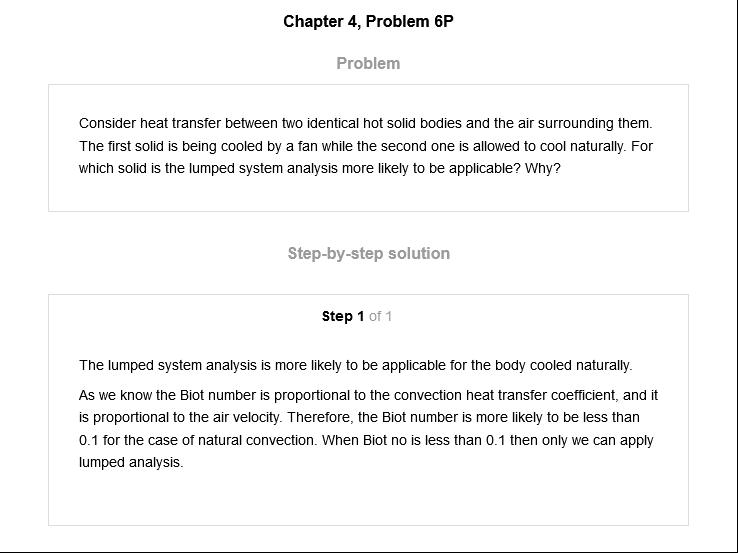 Chapter 4, Problem 6P
Problem
Consider heat transfer between two identical hot solid bodies and the air surrounding them.
The first solid is being cooled by a fan while the second one is allowed to cool naturally. For
which solid is the lumped system analysis more likely to be applicable? Why?
Step-by-step solution
Step 1 of 1
The lumped system analysis is more likely to be applicable for the body cooled naturally.
As we know the Biot number is proportional to the convection heat transfer coefficient, and it
is proportional to the air velocity. Therefore, the Biot number is more likely to be less than
0.1 for the case of natural convection. When Biot no is less than 0.1 then only we can apply
lumped analysis.